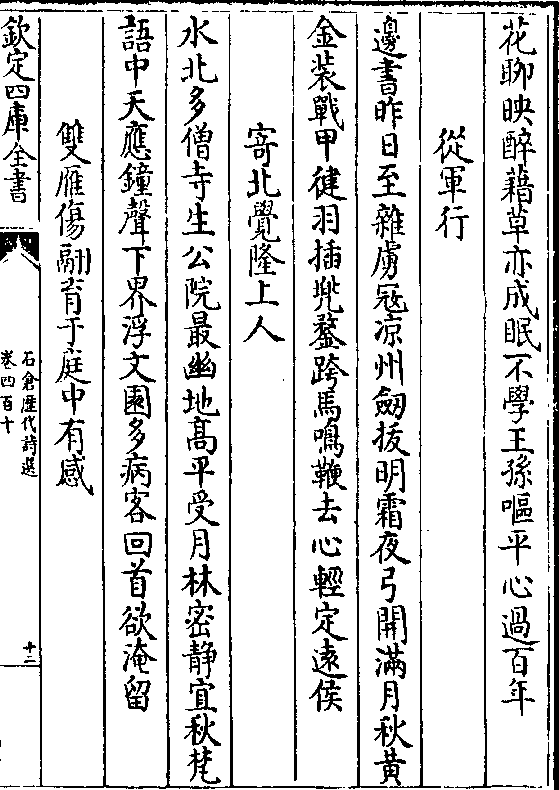 花聊映醉藉草亦成眠不學王孫嘔平心過百年
從軍行
邊書昨日至雜虜冦凉州劒拔明霜夜弓開滿月秋黄
金裝戰甲健羽插兠鍪跨馬鳴鞭去心輕定遠侯
寄北覺隆上人
水北多僧寺生公院最幽地髙平受月林密静宜秋梵
語中天應鐘聲下界浮文園多病客回首欲淹留
雙雁傷翮育于庭中有感
欽定四庫全書
石倉歴代詩選
卷四百十
十三